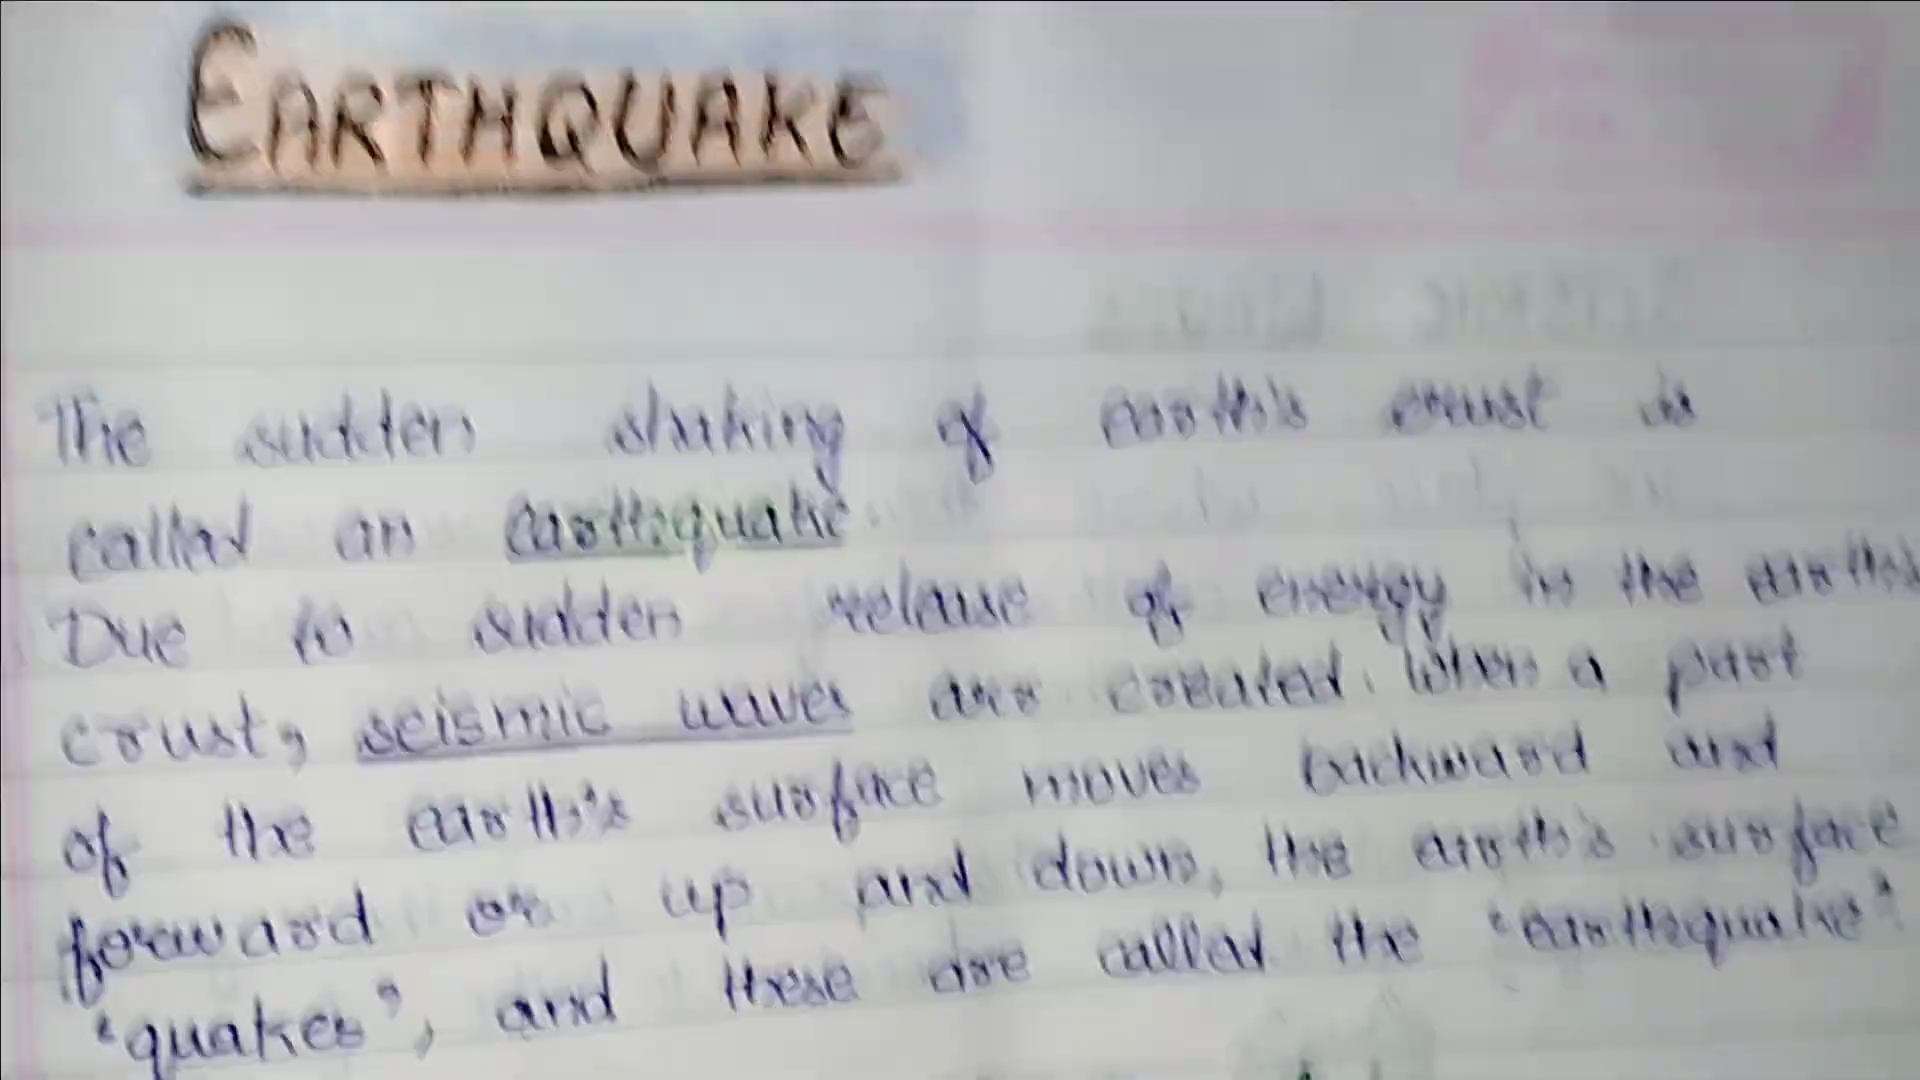 EARTHQUAKE
The sudden shaking of earth's crust is
called an earthquake.
Due to sudden release of energy in the earth's
crust, seismic waves are created. When a part
of the earth's surface moves backward and
forward or up and down, the earth's surface
"quakes", and these are called the "earthquake"